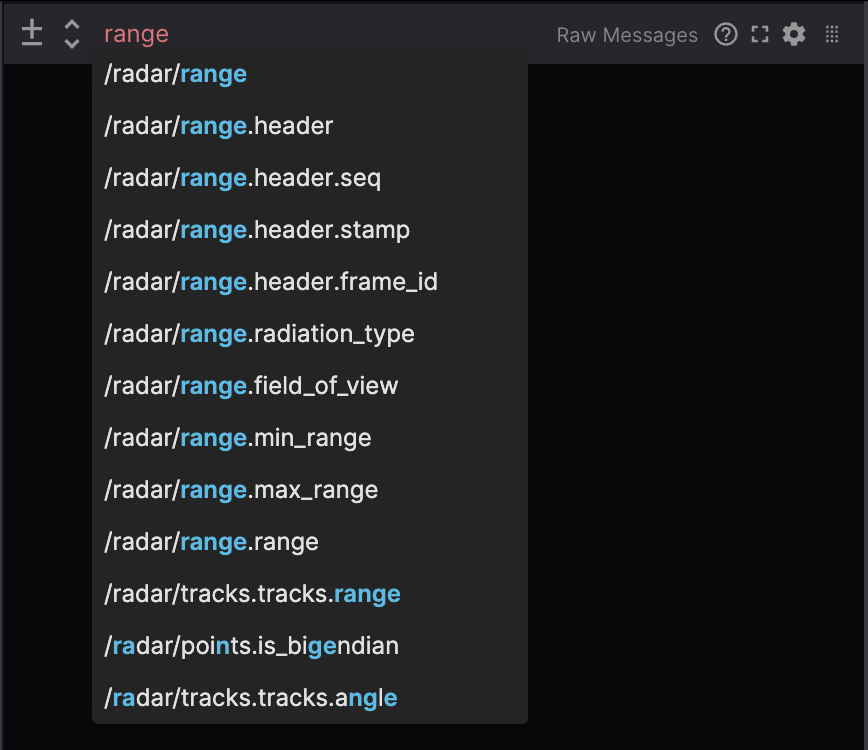 range
Raw Messages
/radar/range
/radar/range.header
/radar/range.header.seq
/radar/range.header.stamp
/radar/range.header.frame_id
/radar/range.radiation_type
/radar/range.field_of_view
/radar/range.min_range
/radar/range.max_range
/radar/range.range
/radar/tracks.tracks.range
/radar/points.is_bigendian
/radar/tracks.tracks.angle